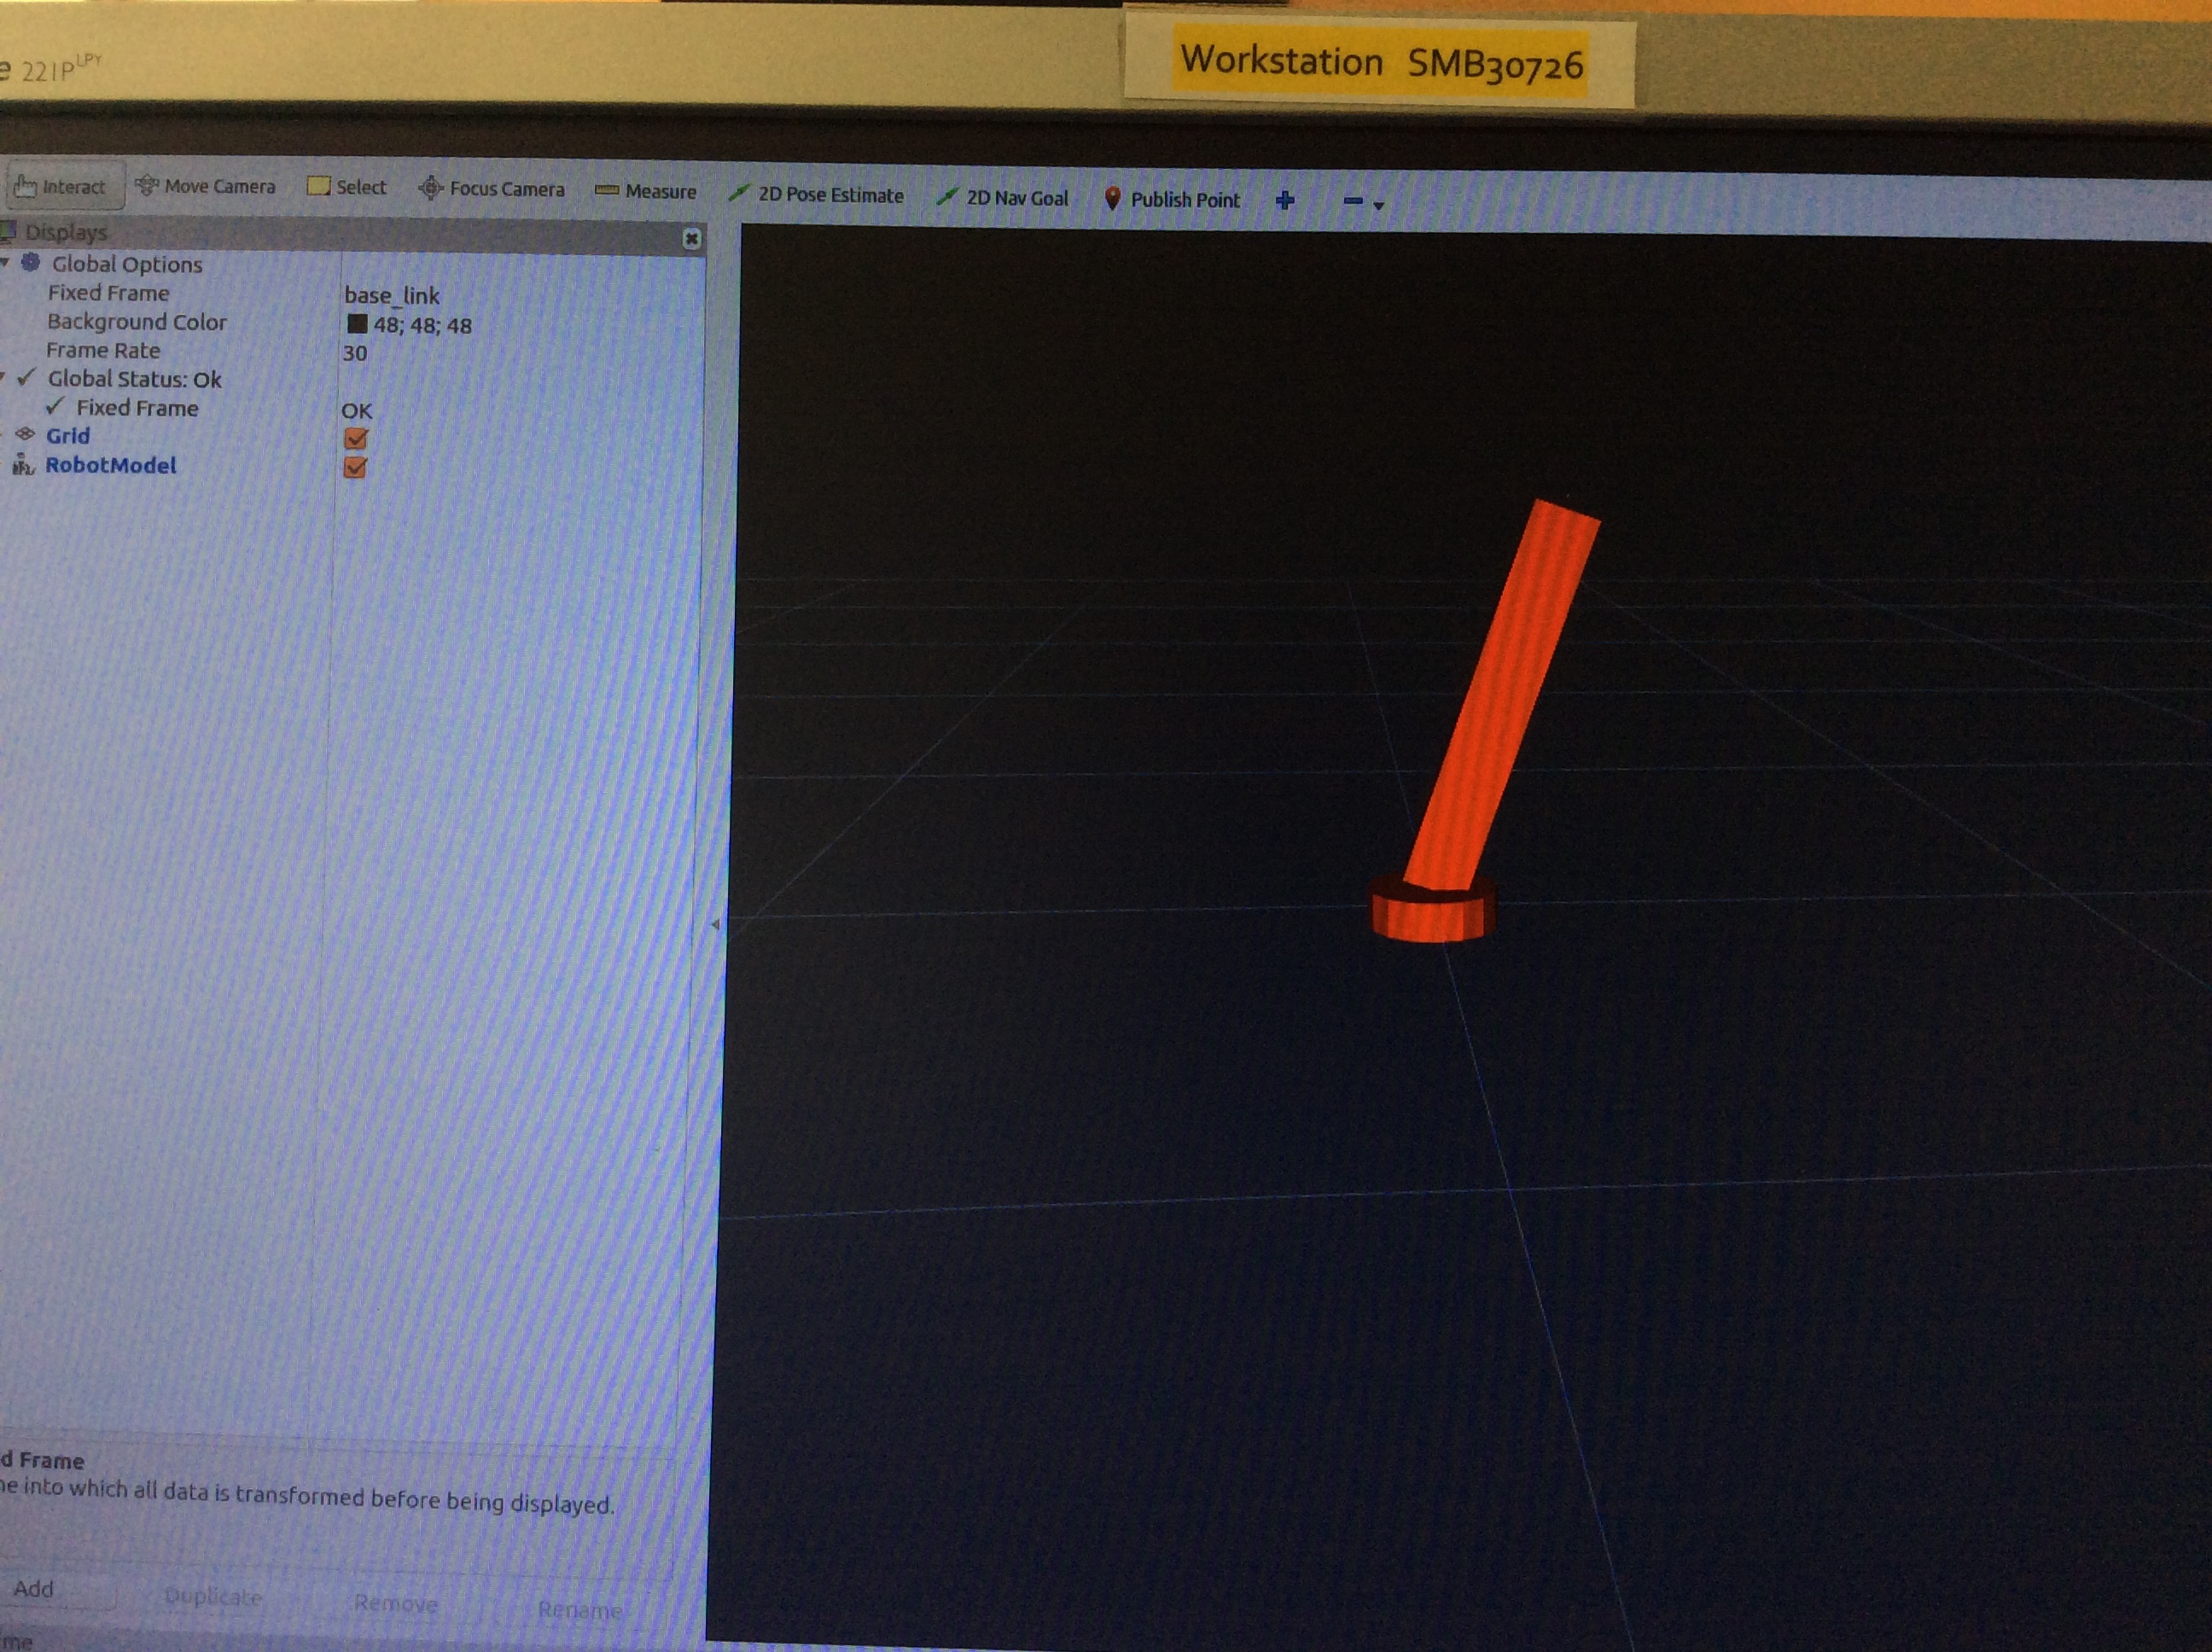 e 221P LPY
Workstation SMB30726
Interact Move Camera Select Focus Camera Measure 2D Pose Estimate 2D Nav Goal Publish Point
Displays
Global Options
Fixed Frame base_link
Background Color 48; 48; 48
Frame Rate 30
Global Status: Ok
Fixed Frame OK
Grid
RobotModel
d Frame
ne into which all data is transformed before being displayed.
Add Duplicate Remove Rename
me